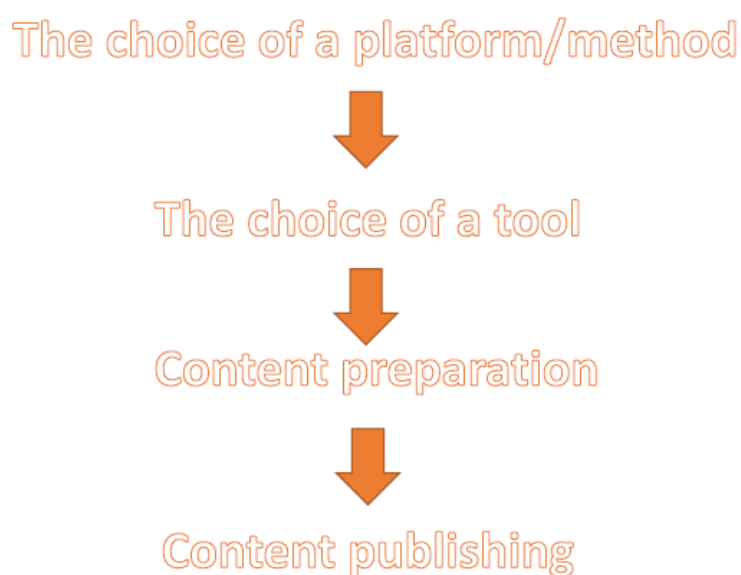 The choice of a platform/method
The choice of a tool
Content preparation
Content publishing